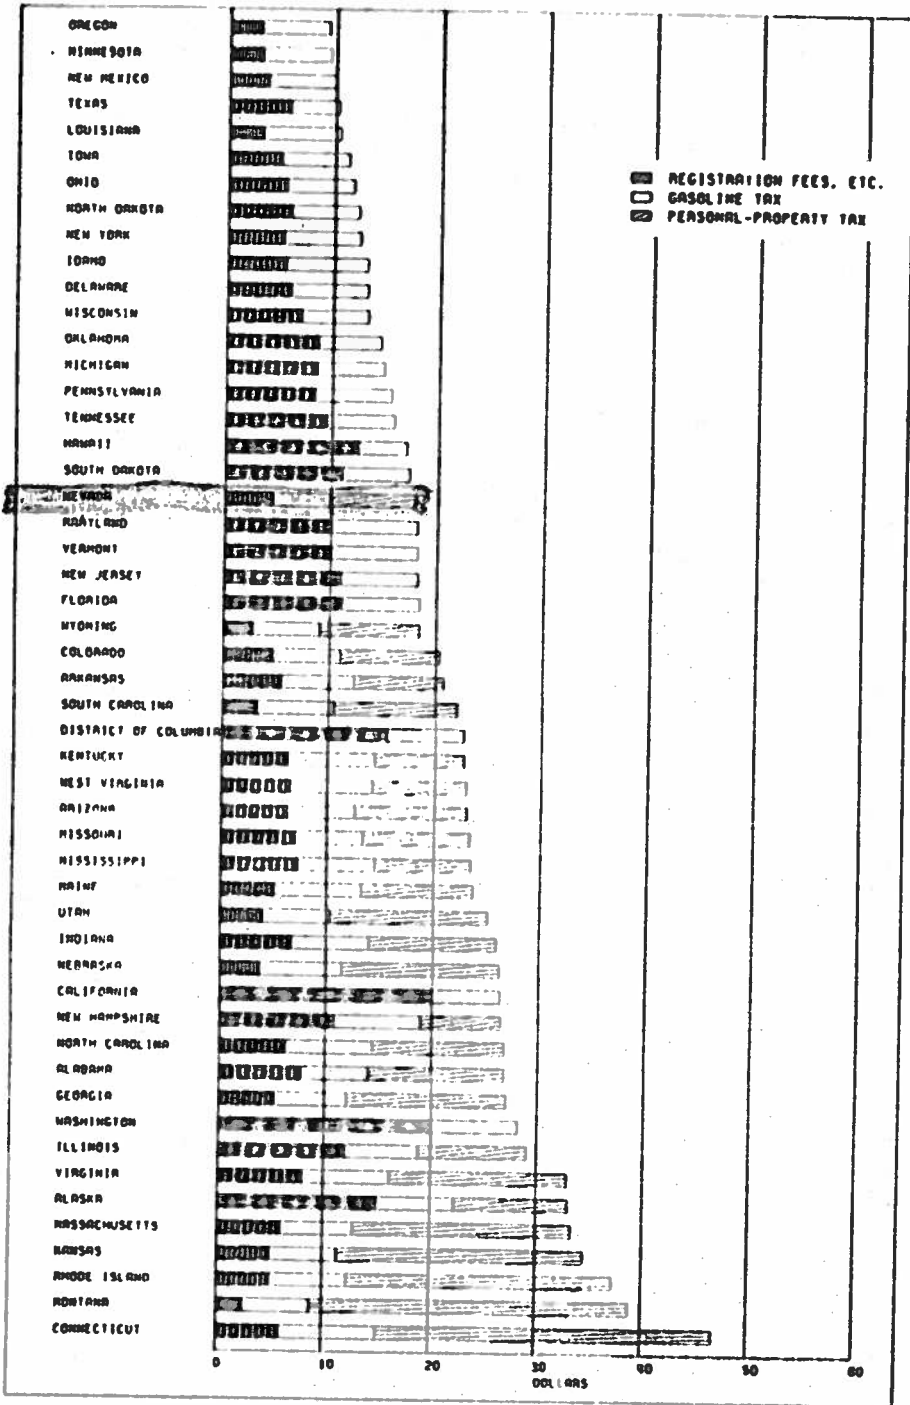 OREGON
MINNESOTA
NEW MEXICO
TEXAS
LOUISIANA
IOWA
OHIO
NORTH DAKOTA
NEW YORK
IDAHO
DELAWARE
WISCONSIN
OKLAHOMA
MICHIGAN
PENNSYLVANIA
TENNESSEE
HAWAII
SOUTH DAKOTA
NEVADA
MARYLAND
VERMONT
NEW JERSEY
FLORIDA
WYOMING
COLORADO
ARKANSAS
SOUTH CAROLINA
DISTRICT OF COLUMBIA
KENTUCKY
WEST VIRGINIA
ARIZONA
MISSOURI
MISSISSIPPI
MAINE
UTAH
INDIANA
NEBRASKA
CALIFORNIA
NEW HAMPSHIRE
NORTH CAROLINA
ALABAMA
GEORGIA
WASHINGTON
ILLINOIS
VIRGINIA
ALASKA
MASSACHUSETTS
KANSAS
RHODE ISLAND
MONTANA
CONNECTICUT
REGISTRATION FEES, ETC.
GASOLINE TAX
PERSONAL-PROPERTY TAX
0 10 20 30 40 50 60
DOLLARS